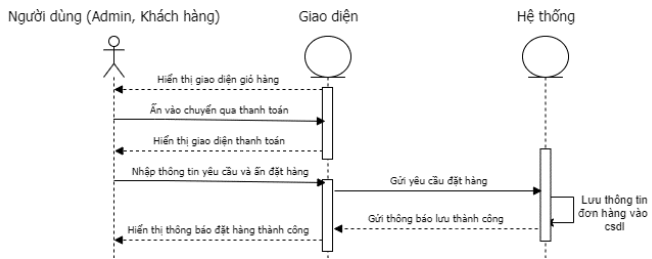 Người dùng (Admin, Khách hàng)
Giao diện
Hệ thống
Hiển thị giao diện giỏ hàng
Ấn vào chuyển qua thanh toán
Hiển thị giao diện thanh toán
Nhập thông tin yêu cầu và ấn đặt hàng
Gửi yêu cầu đặt hàng
Lưu thông tin
đơn hàng vào
csdl
Gửi thông báo lưu thành công
Hiển thị thông báo đặt hàng thành công